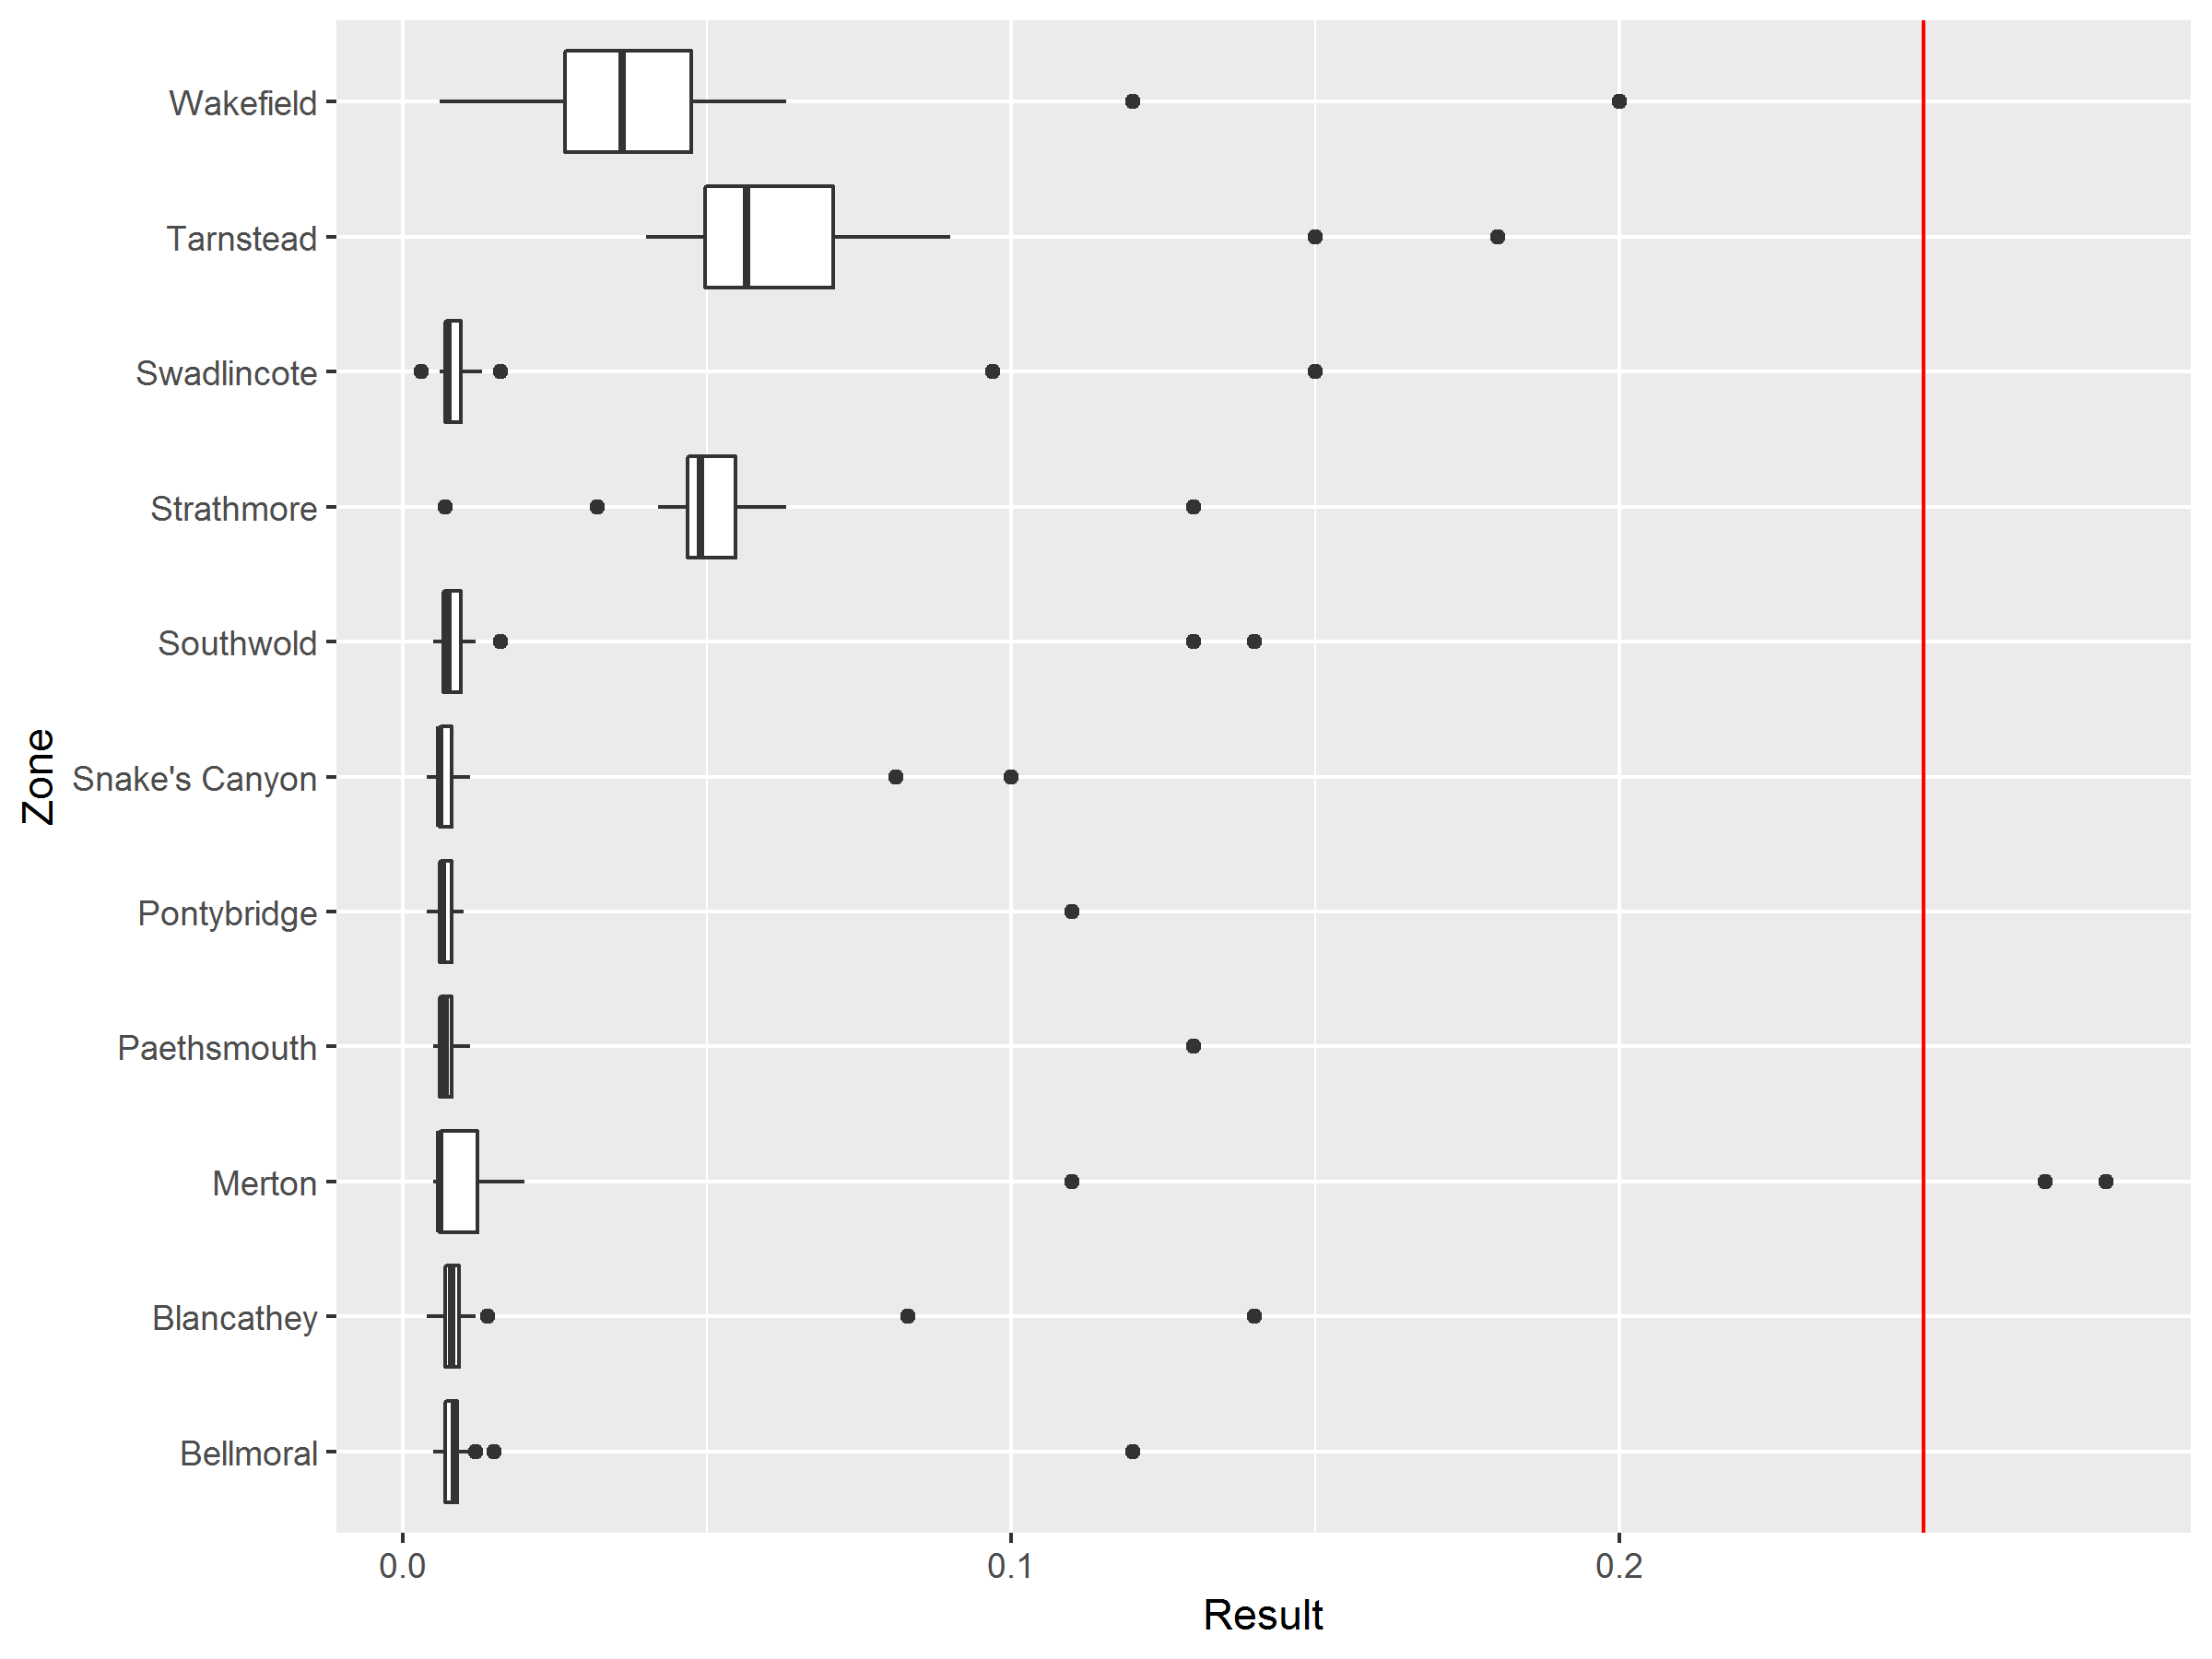 Wakefield
Tarnstead
Swadlincote
Strathmore
Southwold
Snake's Canyon
Pontybridge
Paethsmouth
Merton
Blancathey
Bellmoral
Zone
0.0 0.1 0.2
Result